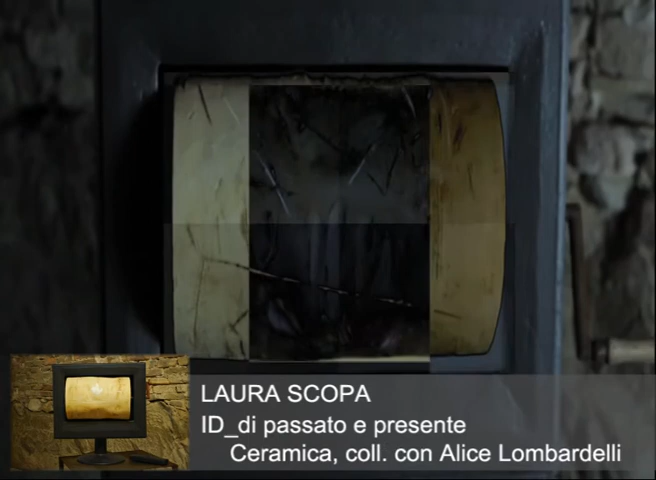 LAURA SCOPA
ID_di passato e presente
Ceramica, coll. con Alice Lombardelli